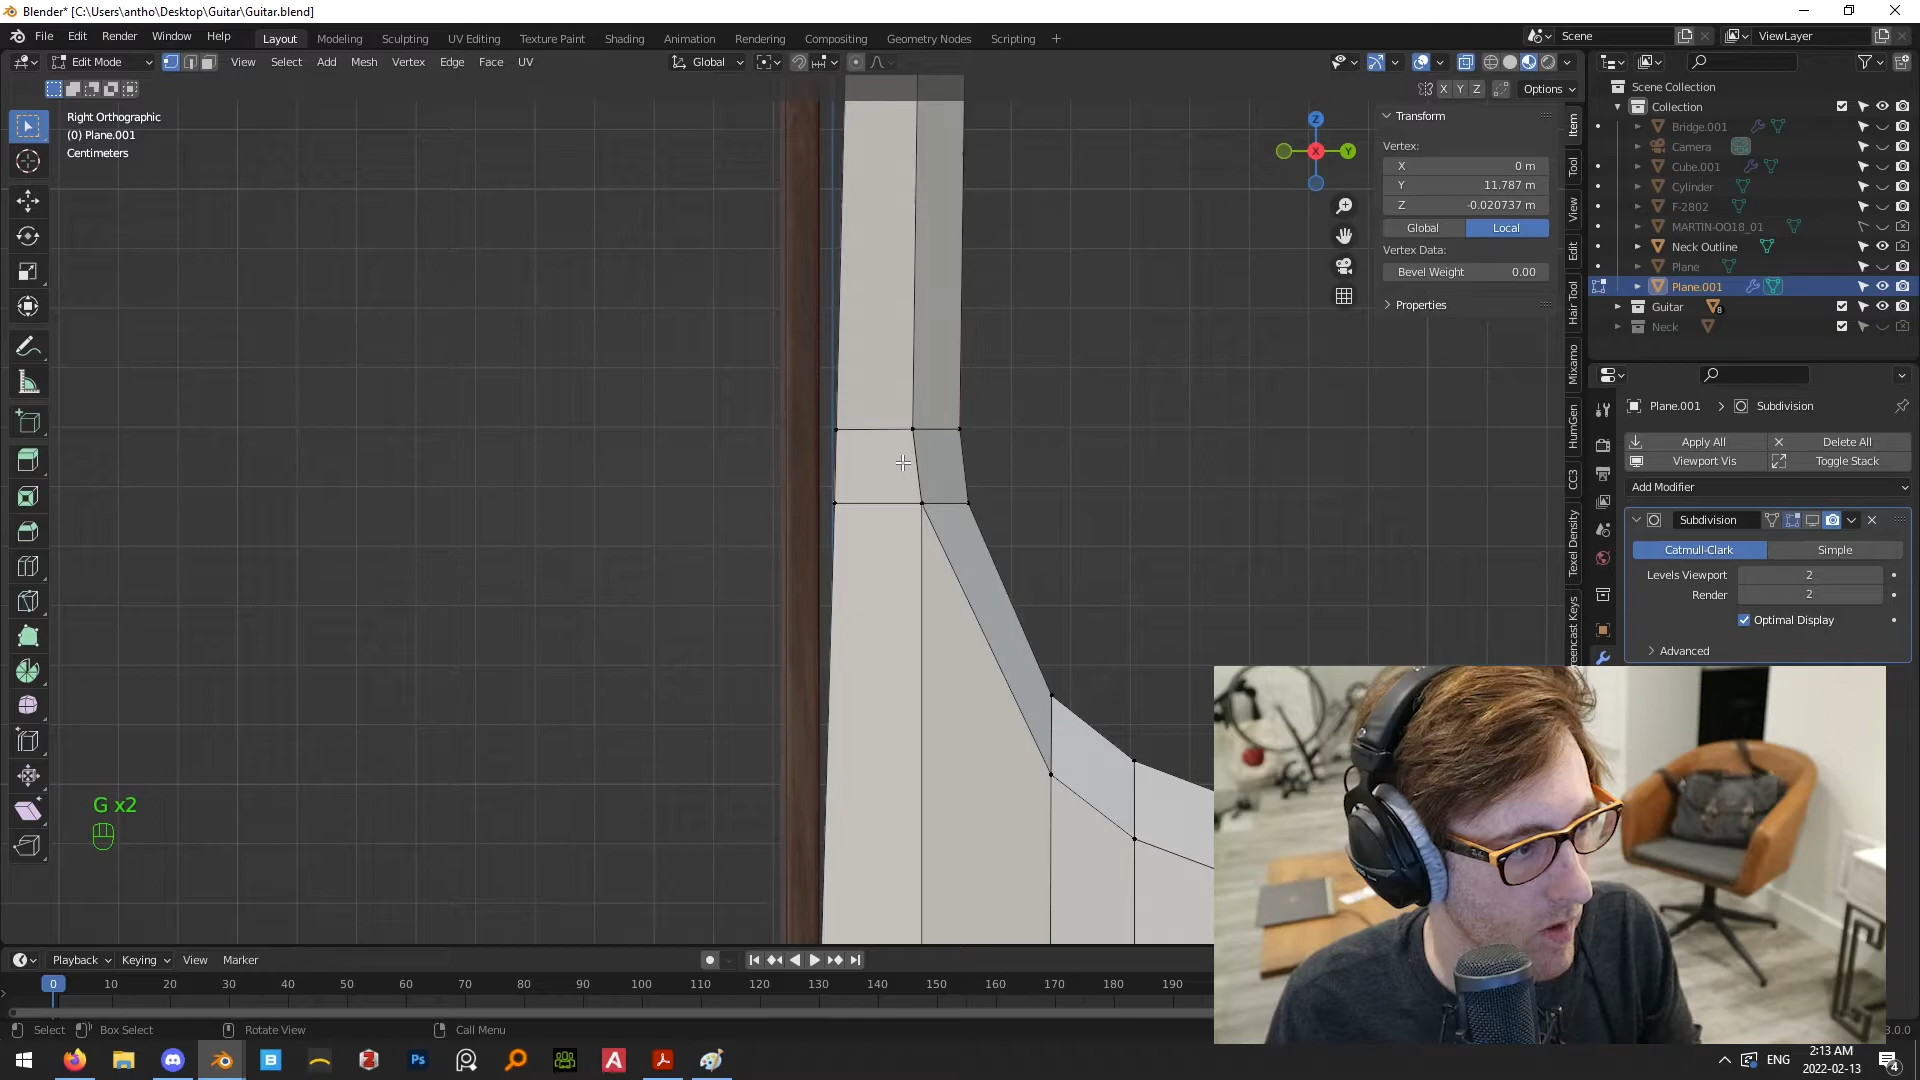 Blender* [C:\Users\antho\Desktop\Guitar\Guitar.blend]
File Edit Render Window Help Layout Modeling Sculpting UV Editing Texture Paint Shading Animation Rendering Compositing Geometry Nodes Scripting + Scene ViewLayer
Edit Mode View Select Add Mesh Vertex Edge Face UV Global
X Y Z Options
Right Orthographic
(0) Plane.001
Centimeters
Z
Y
X
Transform
Vertex:
X 0 m
Y 11.787 m
Z -0.020737 m
Global Local
Vertex Data:
Bevel Weight 0.00
Properties
Item
Tool
View
Edit
Hair Tool
Mixamo
HumGen
CC3
Texel Density
Screencast Keys
Scene Collection
Collection
Bridge.001
Camera
Cube.001
Cylinder
F-2802
MARTIN-OO18_01
Neck Outline
Plane
Plane.001
Guitar 8
Neck
Plane.001 > Subdivision
Apply All Delete All
Viewport Vis Toggle Stack
Add Modifier
Subdivision
Catmull-Clark Simple
Levels Viewport 2
Render 2
Optimal Display
Advanced
G x2
Playback Keying View Marker
0 10 20 30 40 50 60 70 80 90 100 110 120 130 140 150 160 170 180 190
Select Box Select Rotate View Call Menu
3.0.0
Ps
A
ENG
2:13 AM
2022-02-13
4